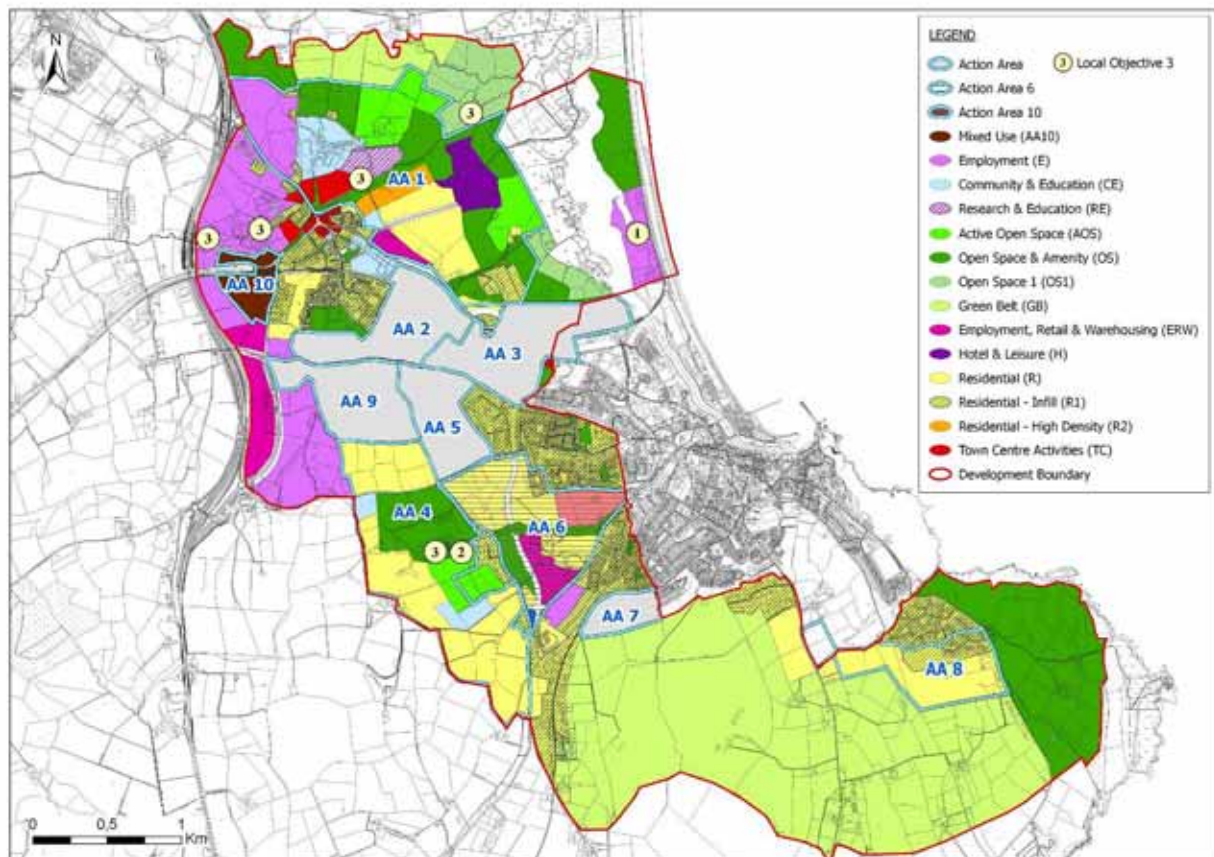 N
LEGEND
Action Area
3 Local Objective 3
Action Area 6
Action Area 10
Mixed Use (AA10)
Employment (E)
Community & Education (CE)
Research & Education (RE)
Active Open Space (AOS)
Open Space & Amenity (OS)
Open Space 1 (OS1)
Green Belt (GB)
Employment, Retail & Warehousing (ERW)
Hotel & Leisure (H)
Residential (R)
Residential - Infill (R1)
Residential - High Density (R2)
Town Centre Activities (TC)
Development Boundary
3
3
AA 1
3
3
1
AA 10
AA 2
AA 3
AA 9
AA 5
AA 4
AA 6
3 2
AA 7
AA 8
0 0,5 1
Km